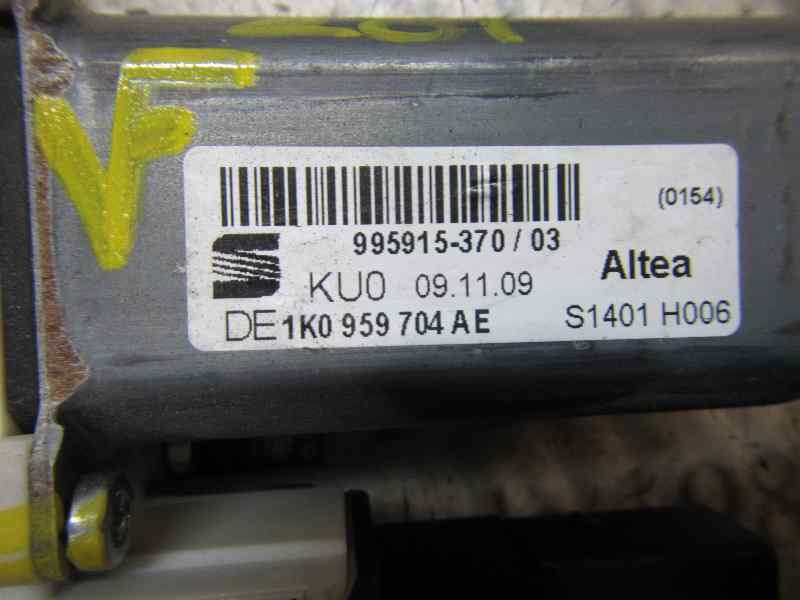 VF
(0154)
995915-370 / 03
Altea
KU0 09.11.09
DE 1K0 959 704 AE
S1401 H006